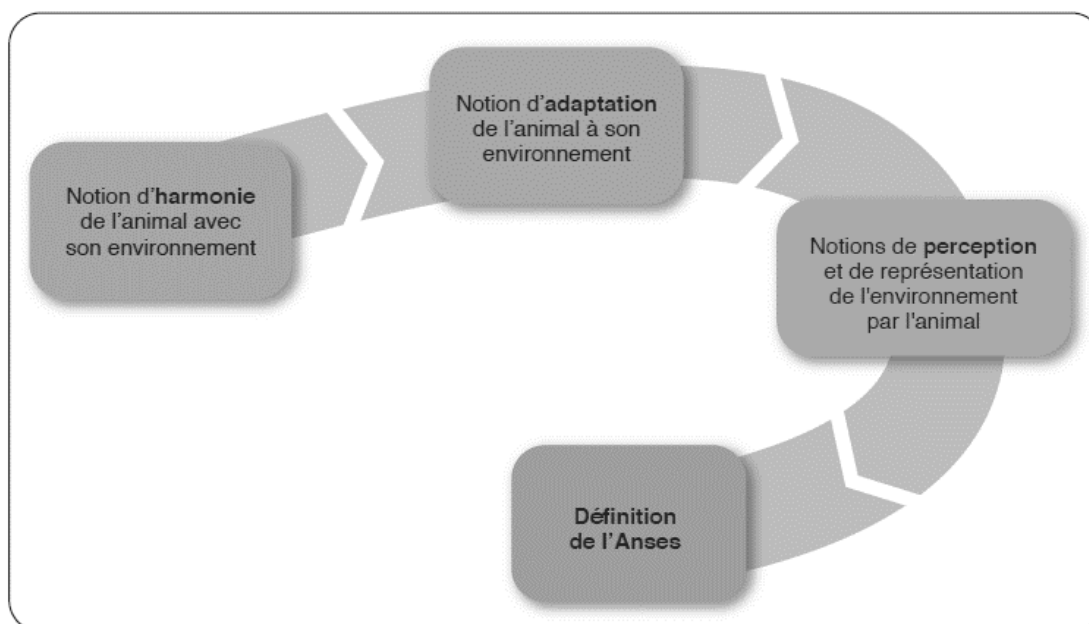 Notion d’harmonie
de l’animal avec
son environnement
Notion d’adaptation
de l’animal à son
environnement
Notions de perception
et de représentation
de l'environnement
par l'animal
Définition
de l’Anses